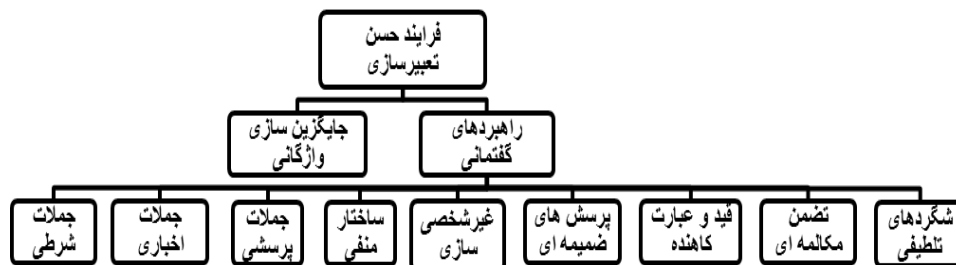 فرایند حسن
تعبیرسازی
راهبردهای
گفتمانی
جایگزین سازی
واژگانی
شگردهای
تلطیفی
تضمن
مکالمه ای
قید و عبارت
کاهنده
پرسش های
ضمیمه ای
غیرشخصی
سازی
ساختار
منفی
جملات
پرسشی
جملات
اخباری
جملات
شرطی